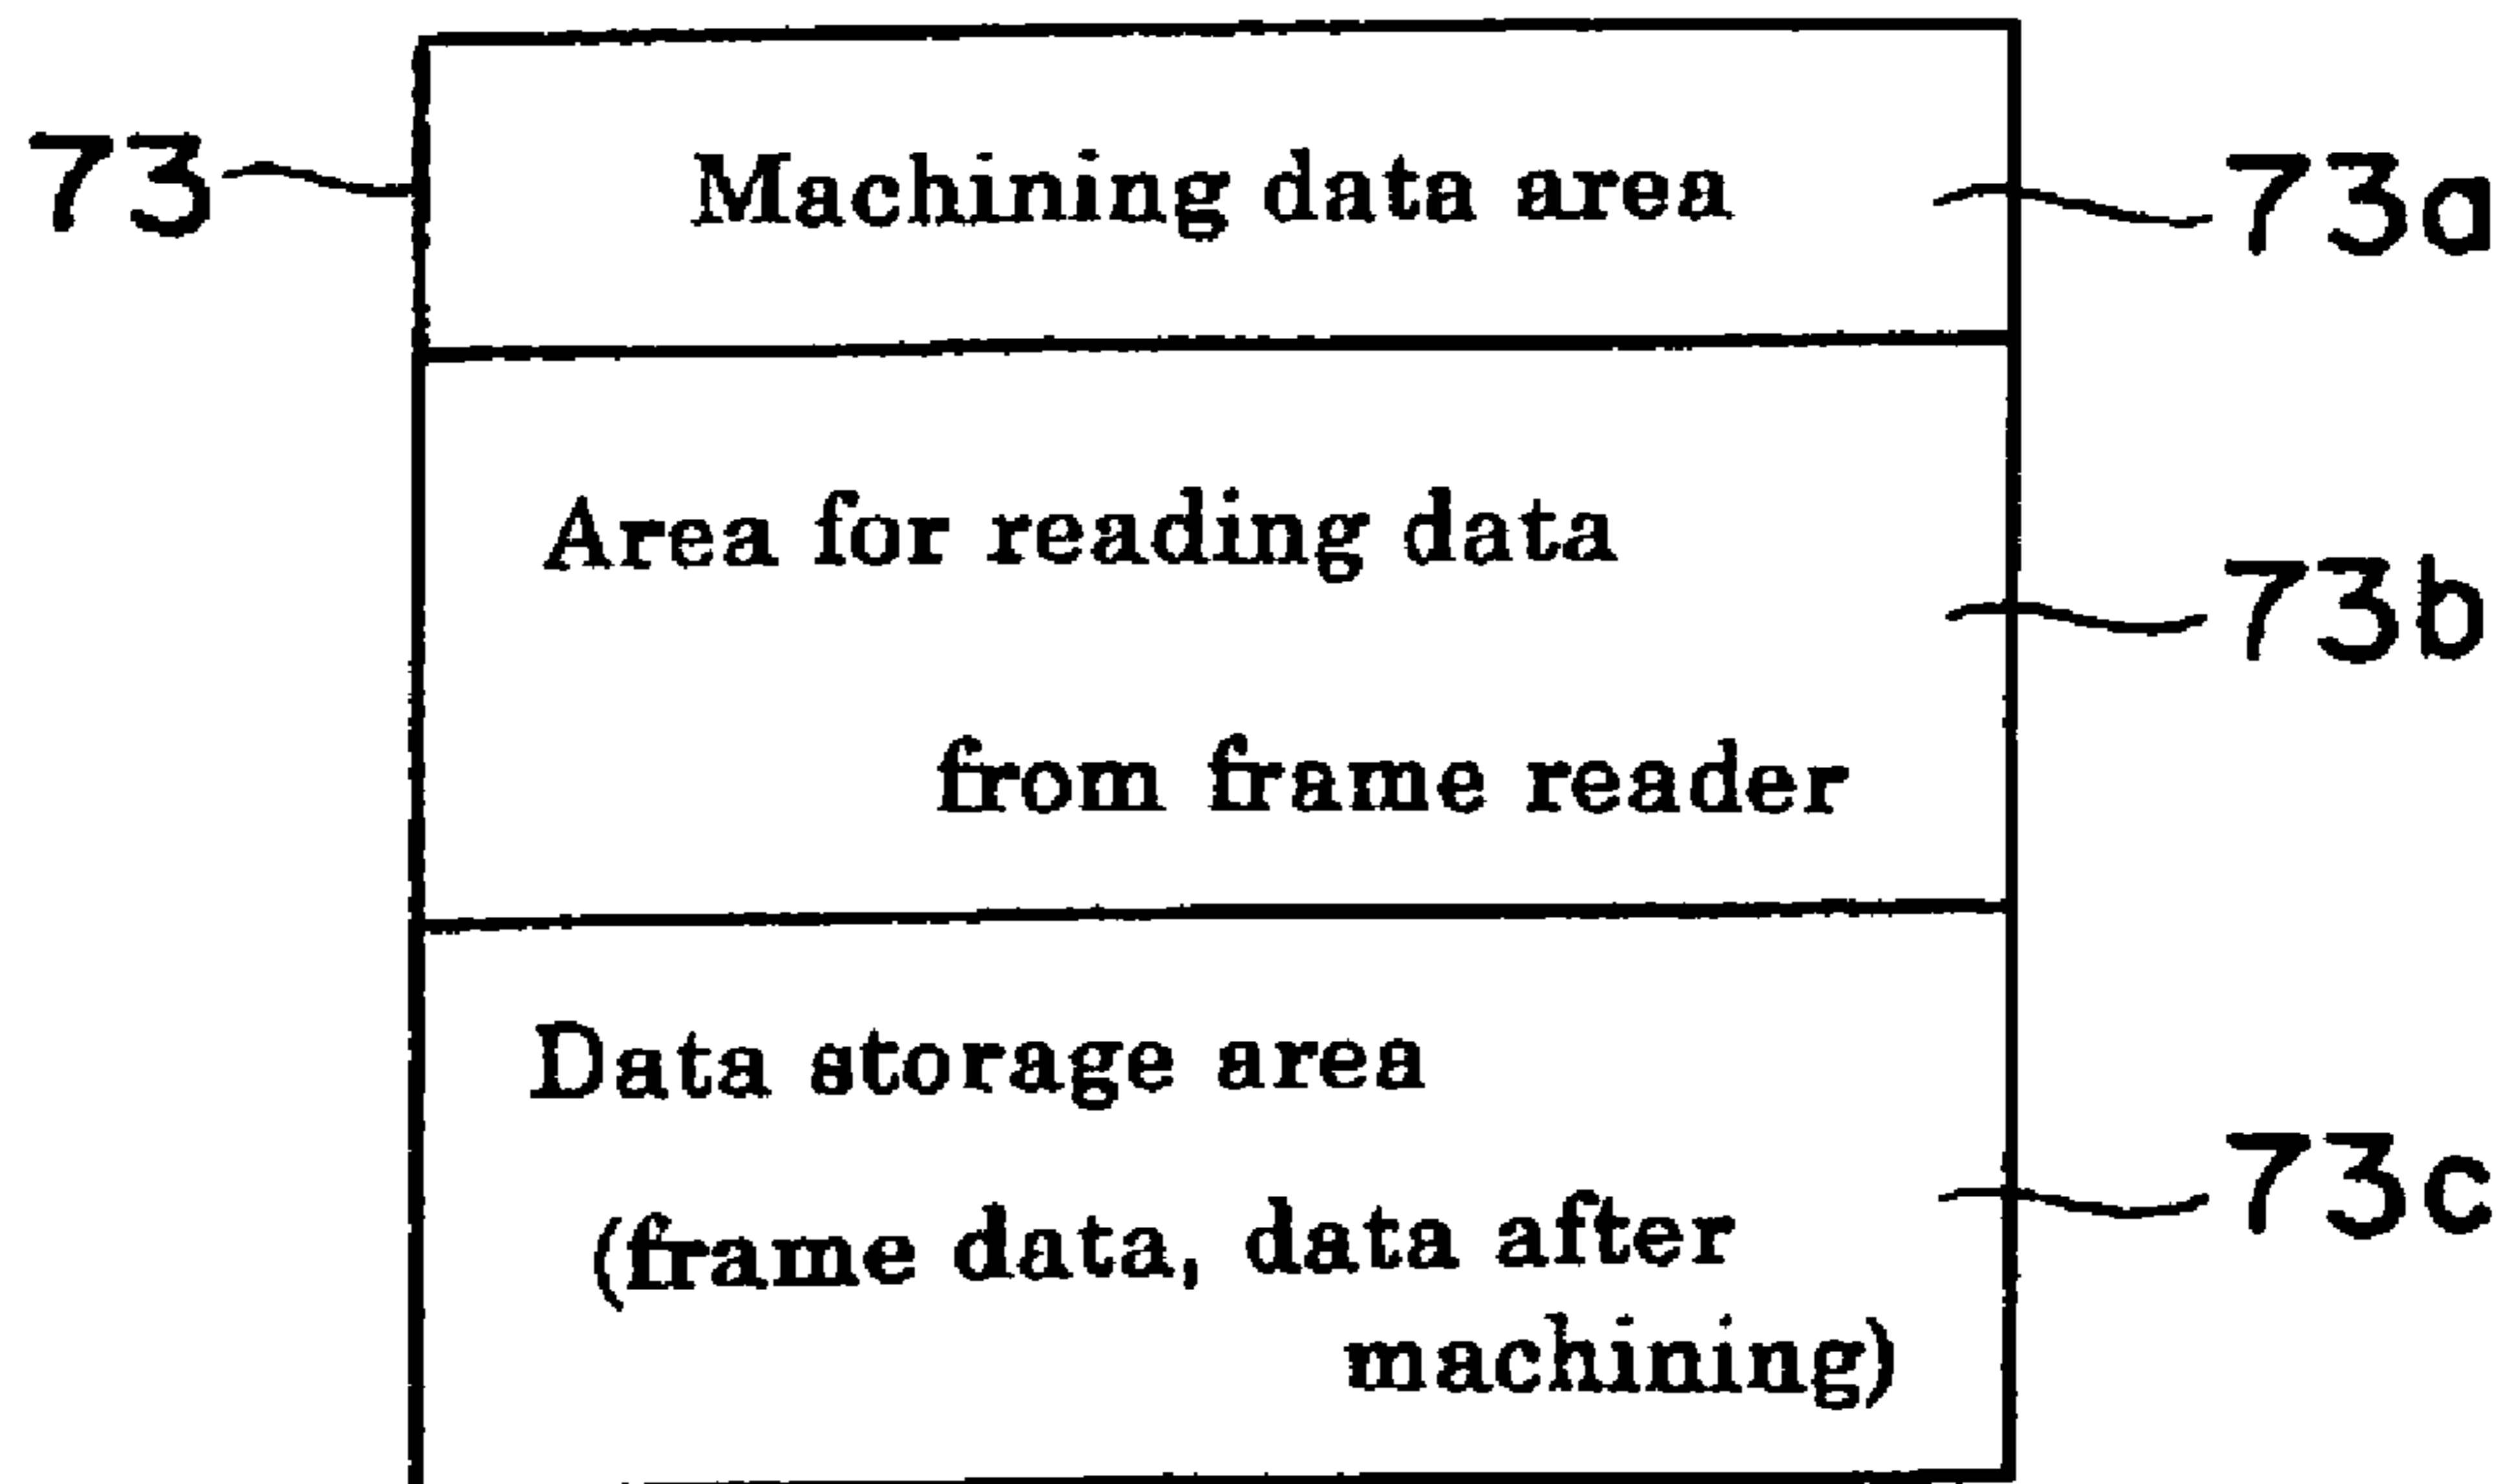 73
Machining data area
73a
Area for reading data
73b
from frame reader
Data storage area
73c
(frame data, data after
machining)